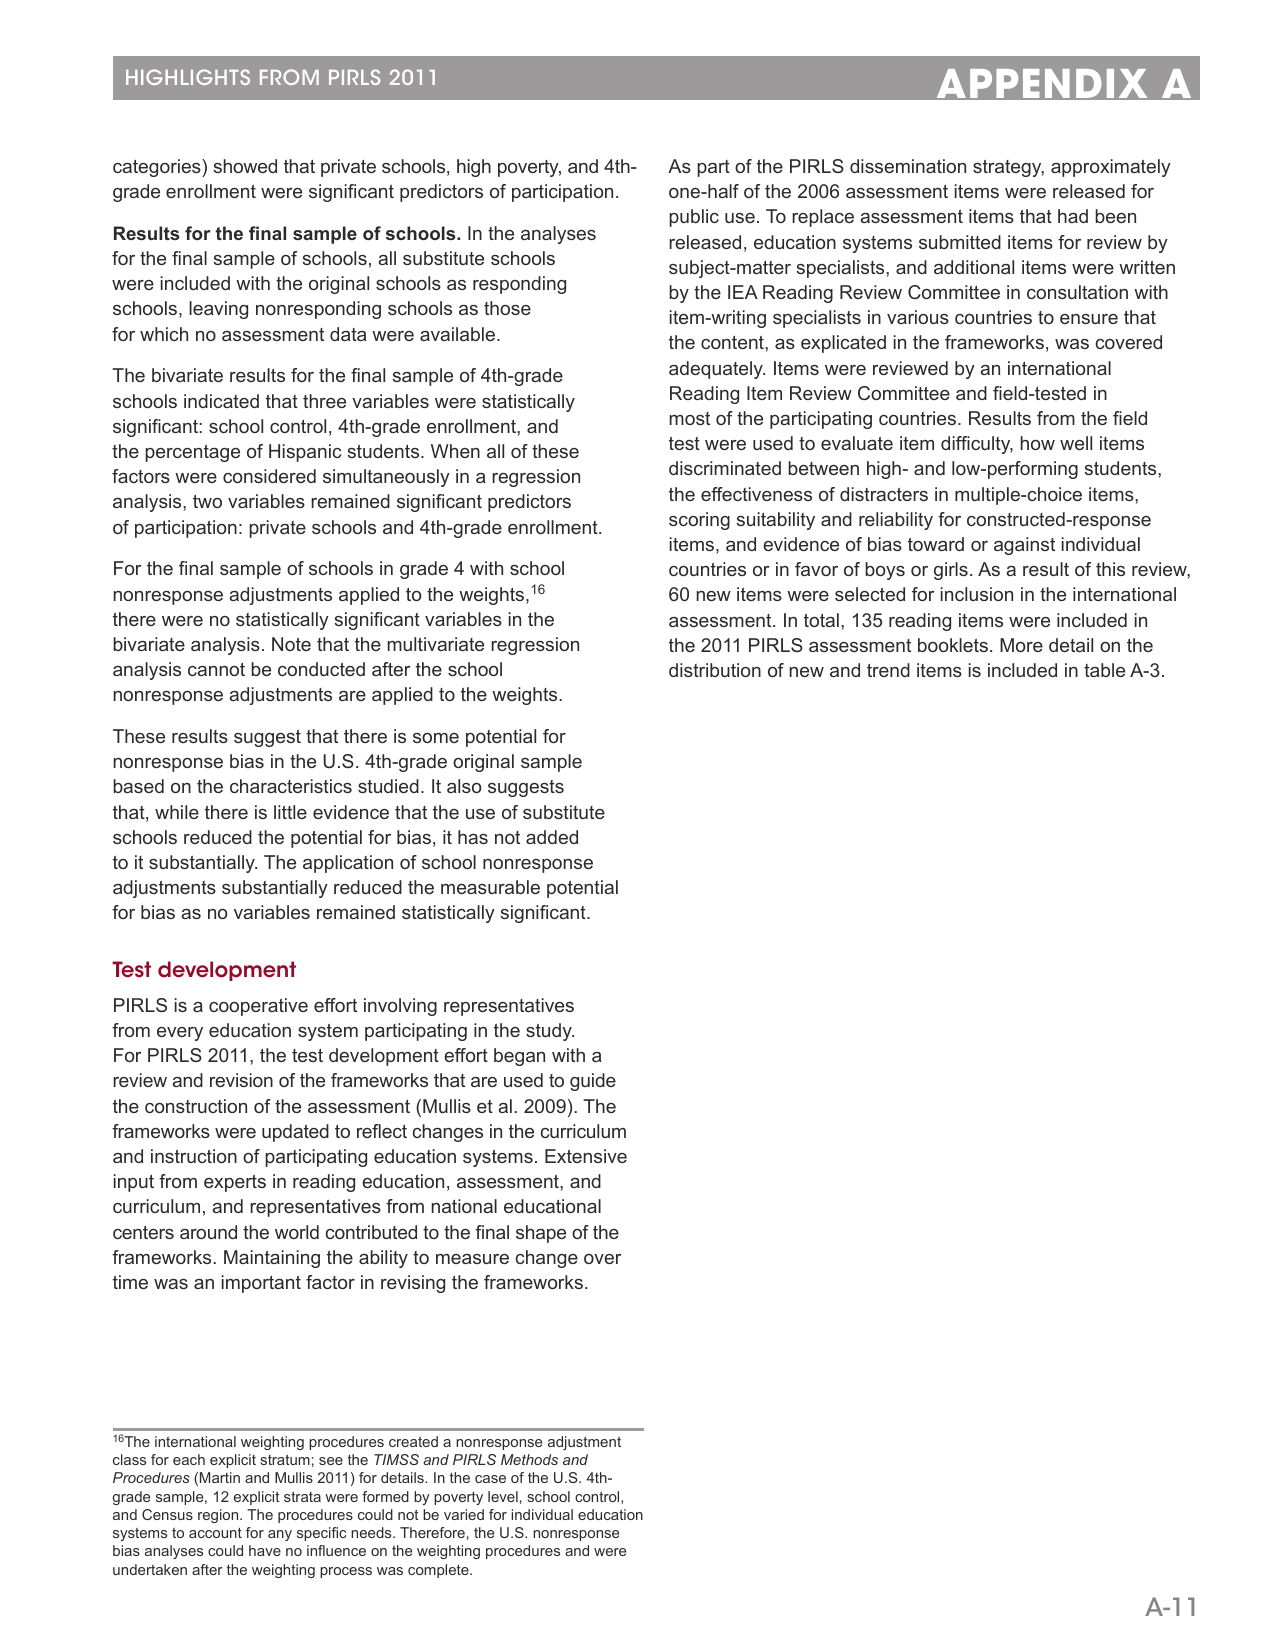 HIGHLIGHTS FROM PIRLS 2011
APPENDIX A
categories) showed that private schools, high poverty, and 4th-
grade enrollment were significant predictors of participation.
Results for the final sample of schools. In the analyses
for the final sample of schools, all substitute schools
were included with the original schools as responding
schools, leaving nonresponding schools as those
for which no assessment data were available.
The bivariate results for the final sample of 4th-grade
schools indicated that three variables were statistically
significant: school control, 4th-grade enrollment, and
the percentage of Hispanic students. When all of these
factors were considered simultaneously in a regression
analysis, two variables remained significant predictors
of participation: private schools and 4th-grade enrollment.
For the final sample of schools in grade 4 with school
nonresponse adjustments applied to the weights,16
there were no statistically significant variables in the
bivariate analysis. Note that the multivariate regression
analysis cannot be conducted after the school
nonresponse adjustments are applied to the weights.
These results suggest that there is some potential for
nonresponse bias in the U.S. 4th-grade original sample
based on the characteristics studied. It also suggests
that, while there is little evidence that the use of substitute
schools reduced the potential for bias, it has not added
to it substantially. The application of school nonresponse
adjustments substantially reduced the measurable potential
for bias as no variables remained statistically significant.
Test development
PIRLS is a cooperative effort involving representatives
from every education system participating in the study.
For PIRLS 2011, the test development effort began with a
review and revision of the frameworks that are used to guide
the construction of the assessment (Mullis et al. 2009). The
frameworks were updated to reflect changes in the curriculum
and instruction of participating education systems. Extensive
input from experts in reading education, assessment, and
curriculum, and representatives from national educational
centers around the world contributed to the final shape of the
frameworks. Maintaining the ability to measure change over
time was an important factor in revising the frameworks.
As part of the PIRLS dissemination strategy, approximately
one-half of the 2006 assessment items were released for
public use. To replace assessment items that had been
released, education systems submitted items for review by
subject-matter specialists, and additional items were written
by the IEA Reading Review Committee in consultation with
item-writing specialists in various countries to ensure that
the content, as explicated in the frameworks, was covered
adequately. Items were reviewed by an international
Reading Item Review Committee and field-tested in
most of the participating countries. Results from the field
test were used to evaluate item difficulty, how well items
discriminated between high- and low-performing students,
the effectiveness of distracters in multiple-choice items,
scoring suitability and reliability for constructed-response
items, and evidence of bias toward or against individual
countries or in favor of boys or girls. As a result of this review,
60 new items were selected for inclusion in the international
assessment. In total, 135 reading items were included in
the 2011 PIRLS assessment booklets. More detail on the
distribution of new and trend items is included in table A-3.
16The international weighting procedures created a nonresponse adjustment
class for each explicit stratum; see the TIMSS and PIRLS Methods and
Procedures (Martin and Mullis 2011) for details. In the case of the U.S. 4th-
grade sample, 12 explicit strata were formed by poverty level, school control,
and Census region. The procedures could not be varied for individual education
systems to account for any specific needs. Therefore, the U.S. nonresponse
bias analyses could have no influence on the weighting procedures and were
undertaken after the weighting process was complete.
A-11